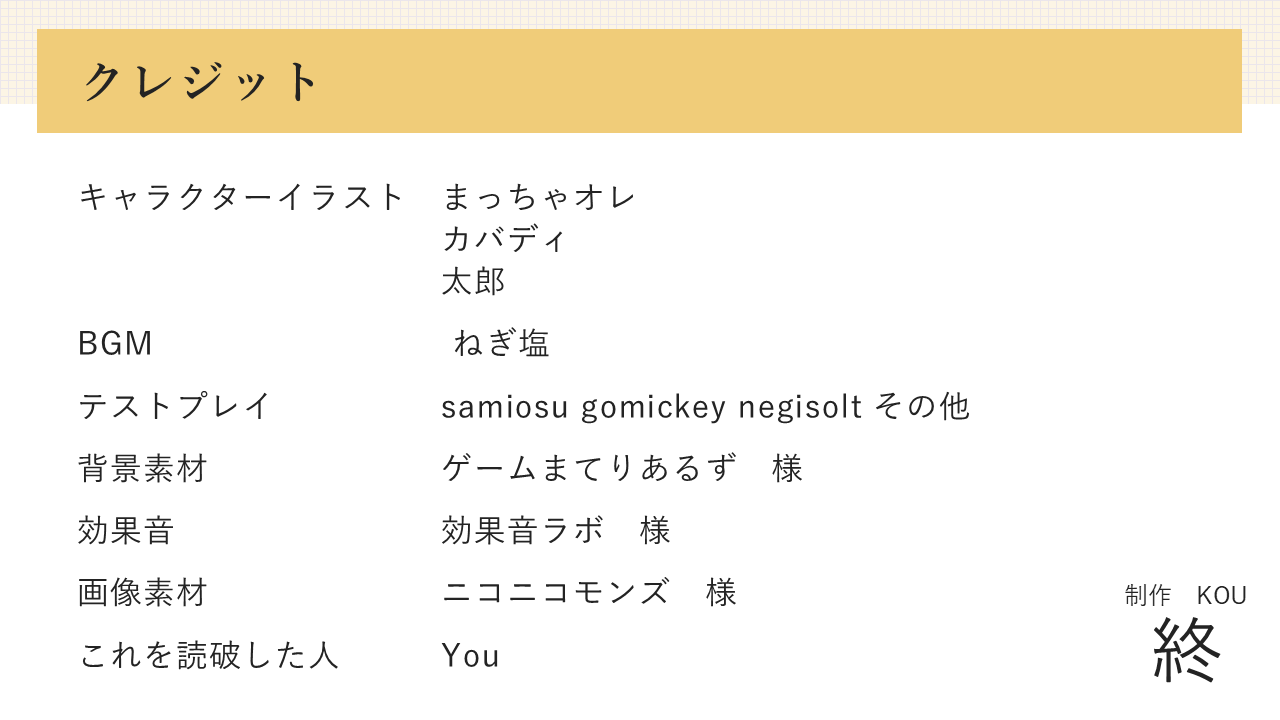 クレジット
キャラクターイラスト　まっちゃオレ
カバディ
太郎
BGM　ねぎ塩
テストプレイ　samiosu gomickey negisolt その他
背景素材　ゲームまてりあるず　様
効果音　効果音ラボ　様
画像素材　ニコニコモンズ　様
これを読破した人　You
制作　KOU
終